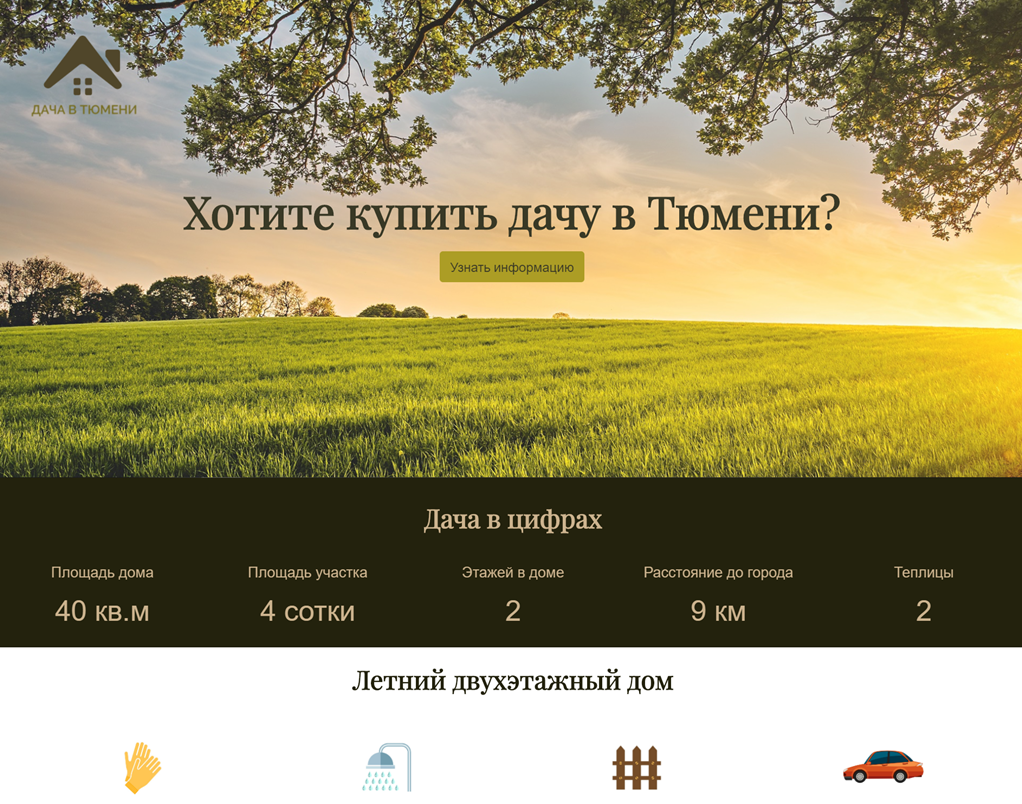 ДАЧА В ТЮМЕНИ
Хотите купить дачу в Тюмени?
Узнать информацию
Дача в цифрах
Площадь дома
40 кв.м
Площадь участка
4 сотки
Этажей в доме
2
Расстояние до города
9 км
Теплицы
2
Летний двухэтажный дом